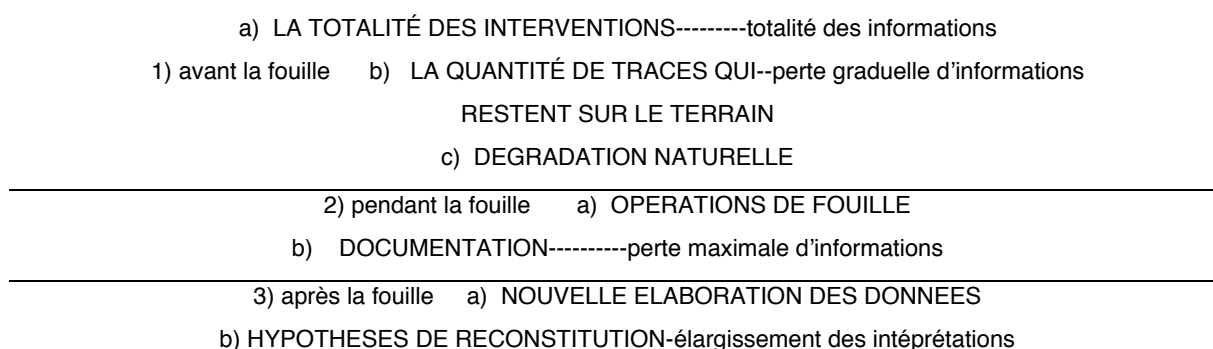 a) LA TOTALITÉ DES INTERVENTIONS---------totalité des informations
1) avant la fouille b) LA QUANTITÉ DE TRACES QUI--perte graduelle d'informations
RESTENT SUR LE TERRAIN
c) DEGRADATION NATURELLE
2) pendant la fouille a) OPERATIONS DE FOUILLE
b) DOCUMENTATION----------perte maximale d'informations
3) après la fouille a) NOUVELLE ELABORATION DES DONNEES
b) HYPOTHESES DE RECONSTITUTION-élargissement des intéprétations